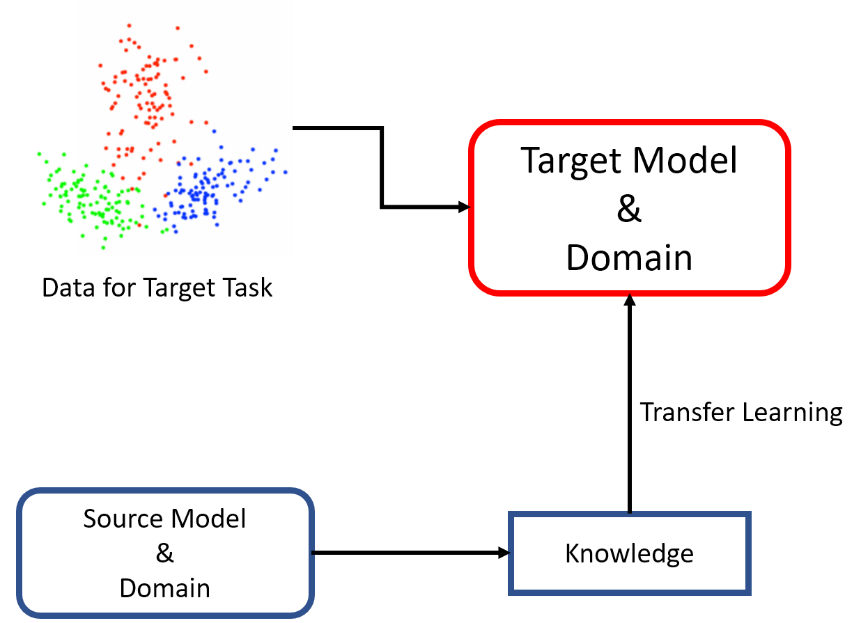 Target Model
&
Domain
Data for Target Task
Transfer Learning
Source Model
&
Domain
Knowledge